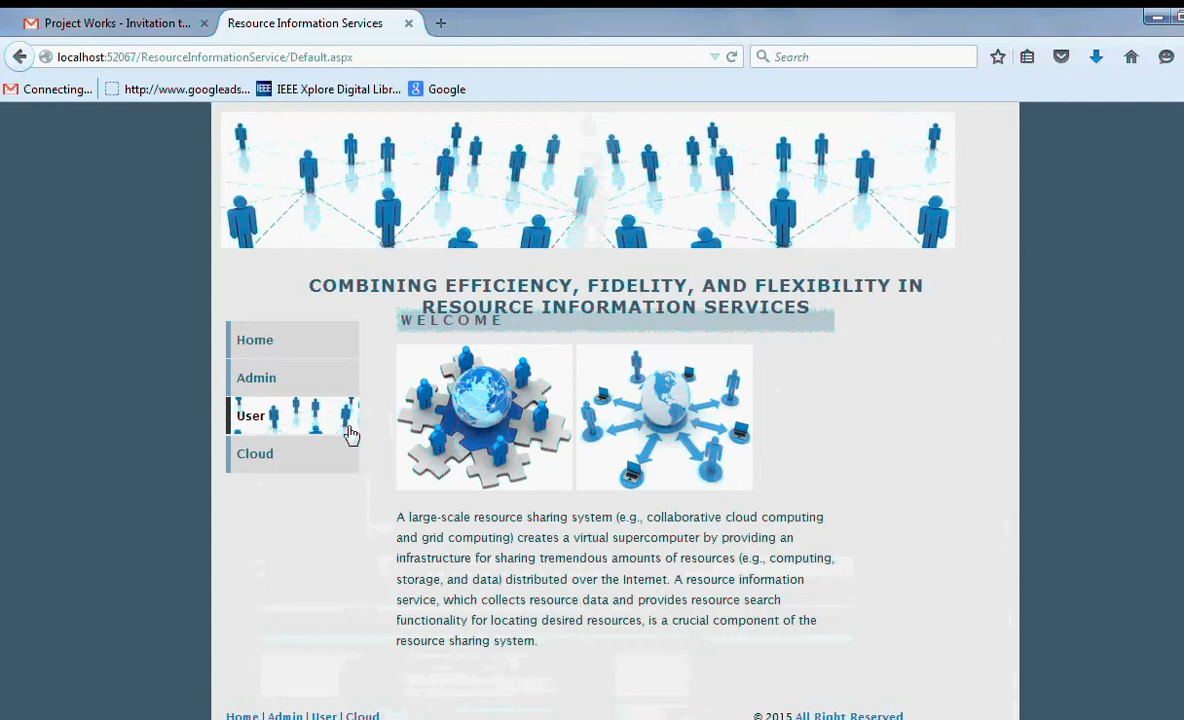 Project Works - Invitation t...
Resource Information Services
localhost:52067/ResourceInformationService/Default.aspx
Search
Connecting...
http://www.googleads...
IEEE
IEEE Xplore Digital Libr...
Google
COMBINING EFFICIENCY, FIDELITY, AND FLEXIBILITY IN
RESOURCE INFORMATION SERVICES
WELCOME
Home
Admin
User
Cloud
A large-scale resource sharing system (e.g., collaborative cloud computing
and grid computing) creates a virtual supercomputer by providing an
infrastructure for sharing tremendous amounts of resources (e.g., computing,
storage, and data) distributed over the Internet. A resource information
service, which collects resource data and provides resource search
functionality for locating desired resources, is a crucial component of the
resource sharing system.
Home | Admin | User | Cloud
© 2015 All Right Reserved